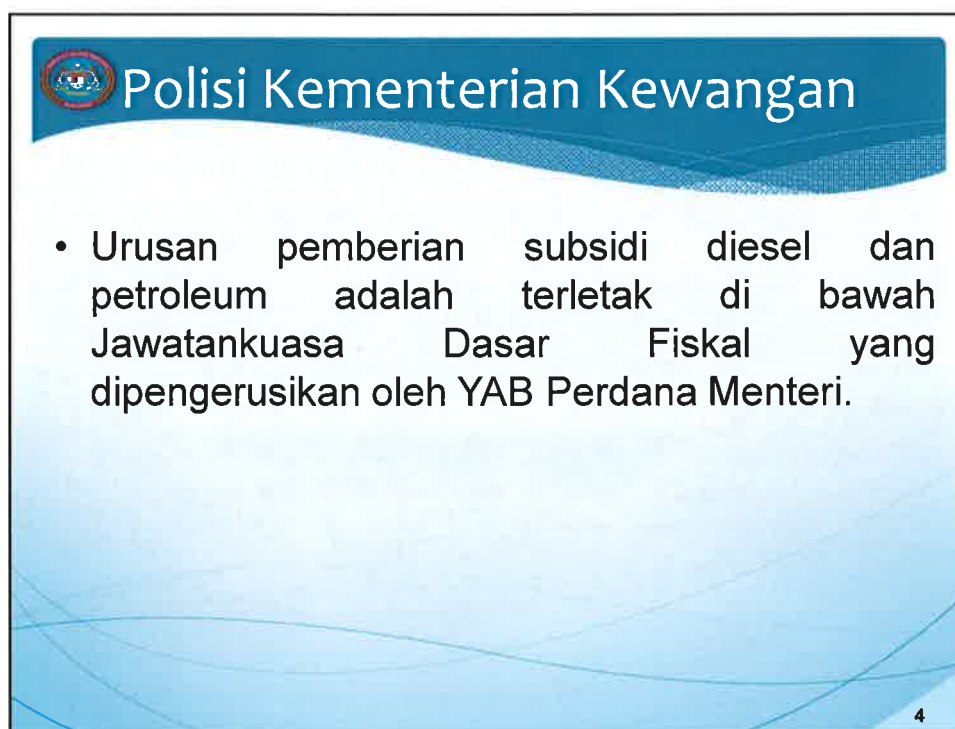 Polisi Kementerian Kewangan
• Urusan pemberian subsidi diesel dan
petroleum adalah terletak di bawah
Jawatankuasa Dasar Fiskal yang
dipengerusikan oleh YAB Perdana Menteri.
4